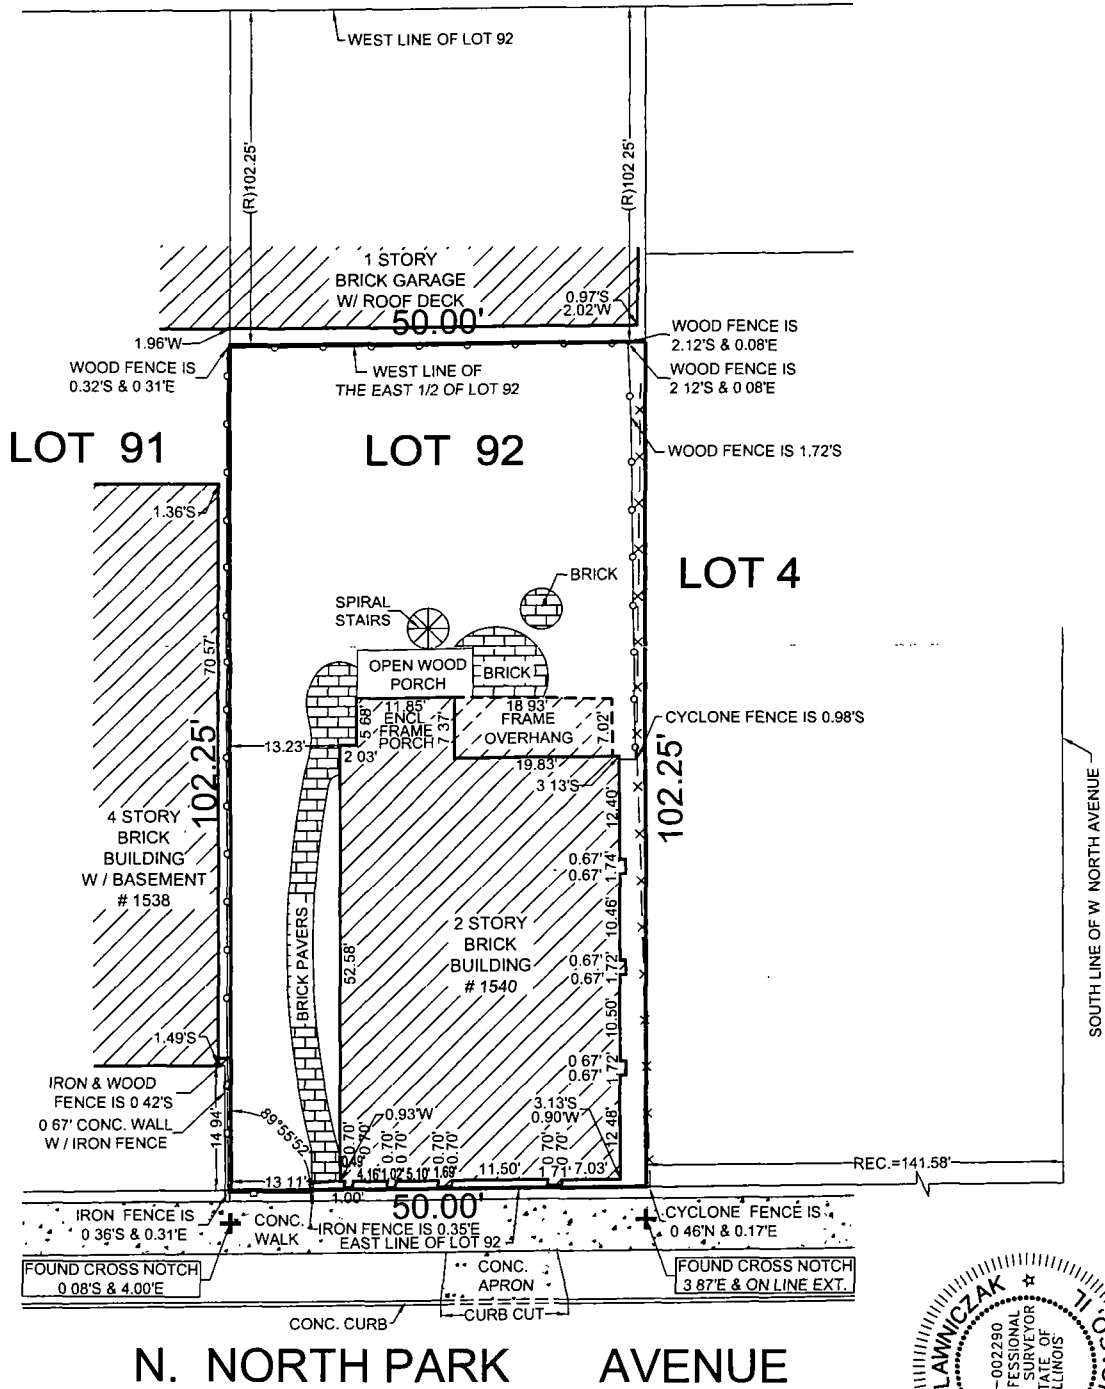 WEST LINE OF LOT 92
(R)102.25'
(R)102 25'
1 STORY
BRICK GARAGE
W/ ROOF DECK
0.97'S
2.02'W
50.00'
1.96'W
WOOD FENCE IS
0.32'S & 0 31'E
WOOD FENCE IS
2.12'S & 0.08'E
WOOD FENCE IS
2 12'S & 0 08'E
WEST LINE OF
THE EAST 1/2 OF LOT 92
LOT 91
LOT 92
WOOD FENCE IS 1.72'S
1.36'S
LOT 4
BRICK
SPIRAL
STAIRS
OPEN WOOD
PORCH
BRICK
70 57'
11.85'
ENCL
FRAME
PORCH
5 68'
7 37'
18 93'
FRAME
OVERHANG
7.02'
CYCLONE FENCE IS 0.98'S
13.23'
2 03'
19.83'
3 13'S
102.25'
102.25'
12.40'
4 STORY
BRICK
BUILDING
W / BASEMENT
# 1538
0.67'
0.67'
1.74'
10.46'
BRICK PAVERS
52.58'
2 STORY
BRICK
BUILDING
# 1540
0.67'
0.67'
1.72'
10.50'
SOUTH LINE OF W NORTH AVENUE
1.49'S
0 67'
0.67'
1.72'
IRON & WOOD
FENCE IS 0 42'S
0 67' CONC. WALL
W / IRON FENCE
14 94'
89°55'52
0.93'W
3.13'S
0.90'W
12 48'
0.70'
0.70'
0.70'
0.70'
0.70'
0.70'
0.70'
0.70'
0.49'
4.16'
1.02'
5.10'
1.69'
11.50'
1 71'
7.03'
REC.=141.58'
13 11'
1.00'
50.00'
IRON FENCE IS
0 36'S & 0.31'E
CONC.
WALK
IRON FENCE IS 0.35'E
EAST LINE OF LOT 92
CYCLONE FENCE IS
0 46'N & 0.17'E
FOUND CROSS NOTCH
0 08'S & 4.00'E
CONC.
APRON
FOUND CROSS NOTCH
3 87'E & ON LINE EXT.
CONC. CURB
CURB CUT
N. NORTH PARK AVENUE
LAWNICZAK
-002290
FESSIONAL
SURVEYOR
TATE OF
LLINOIS